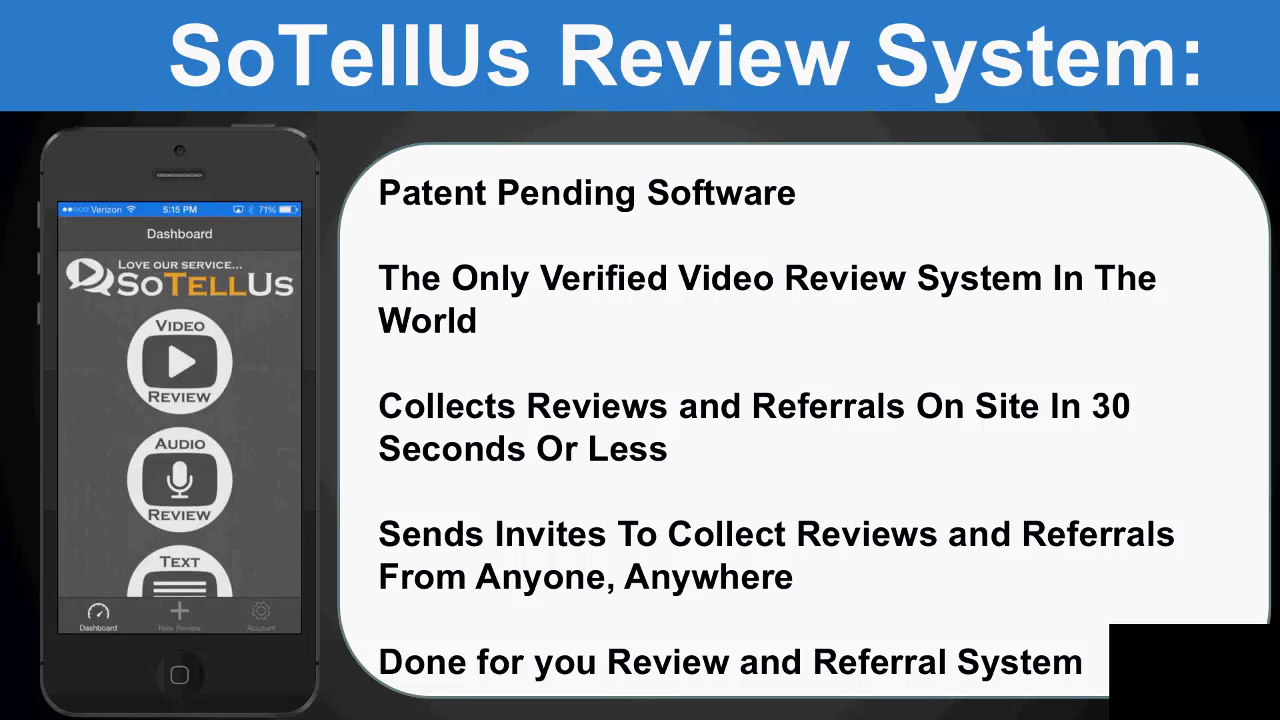 SoTellUs Review System:
Verizon 5:15 PM 71%
Dashboard
LOVE OUR SERVICE...
SOTELLUS
VIDEO
REVIEW
AUDIO
REVIEW
TEXT
Dashboard New Review Account
Patent Pending Software
The Only Verified Video Review System In The
World
Collects Reviews and Referrals On Site In 30
Seconds Or Less
Sends Invites To Collect Reviews and Referrals
From Anyone, Anywhere
Done for you Review and Referral System